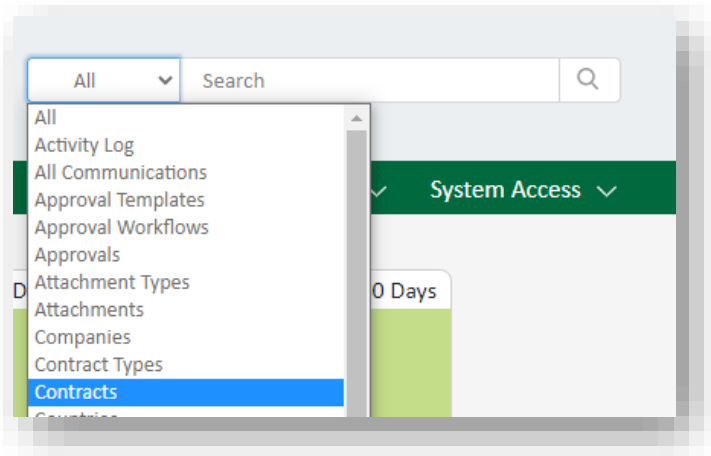 All Search
All
Activity Log
All Communications
Approval Templates
Approval Workflows
Approvals
Attachment Types
Attachments
Companies
Contract Types
Contracts
System Access
0 Days